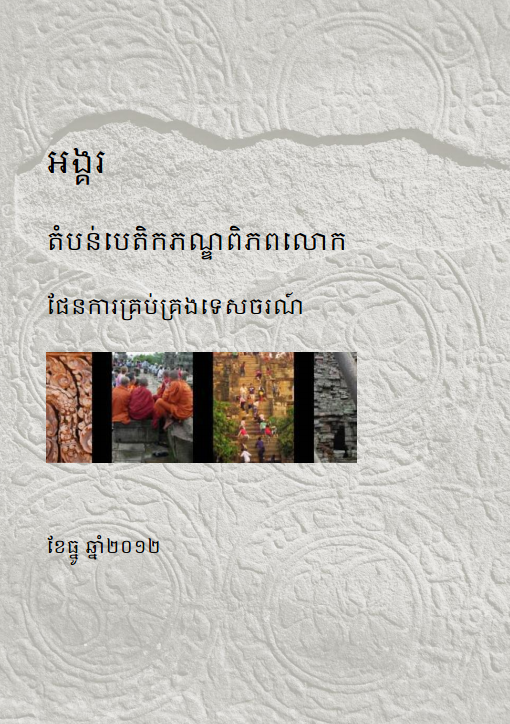 អង្គរ
តំបន់បេតិកភណ្ឌពិភពលោក
ផែនការគ្រប់គ្រងទេសចរណ៍
ខែធ្នូ ឆ្នាំ២០១២